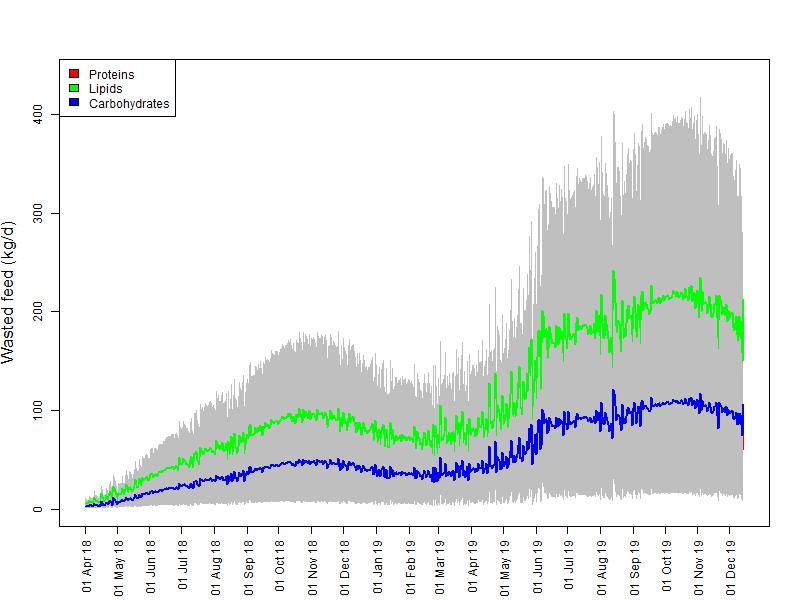 Proteins
Lipids
Carbohydrates
Wasted feed (kg/d)
400
300
200
100
0
01 Apr 18
01 May 18
01 Jun 18
01 Jul 18
01 Aug 18
01 Sep 18
01 Oct 18
01 Nov 18
01 Dec 18
01 Jan 19
01 Feb 19
01 Mar 19
01 Apr 19
01 May 19
01 Jun 19
01 Jul 19
01 Aug 19
01 Sep 19
01 Oct 19
01 Nov 19
01 Dec 19